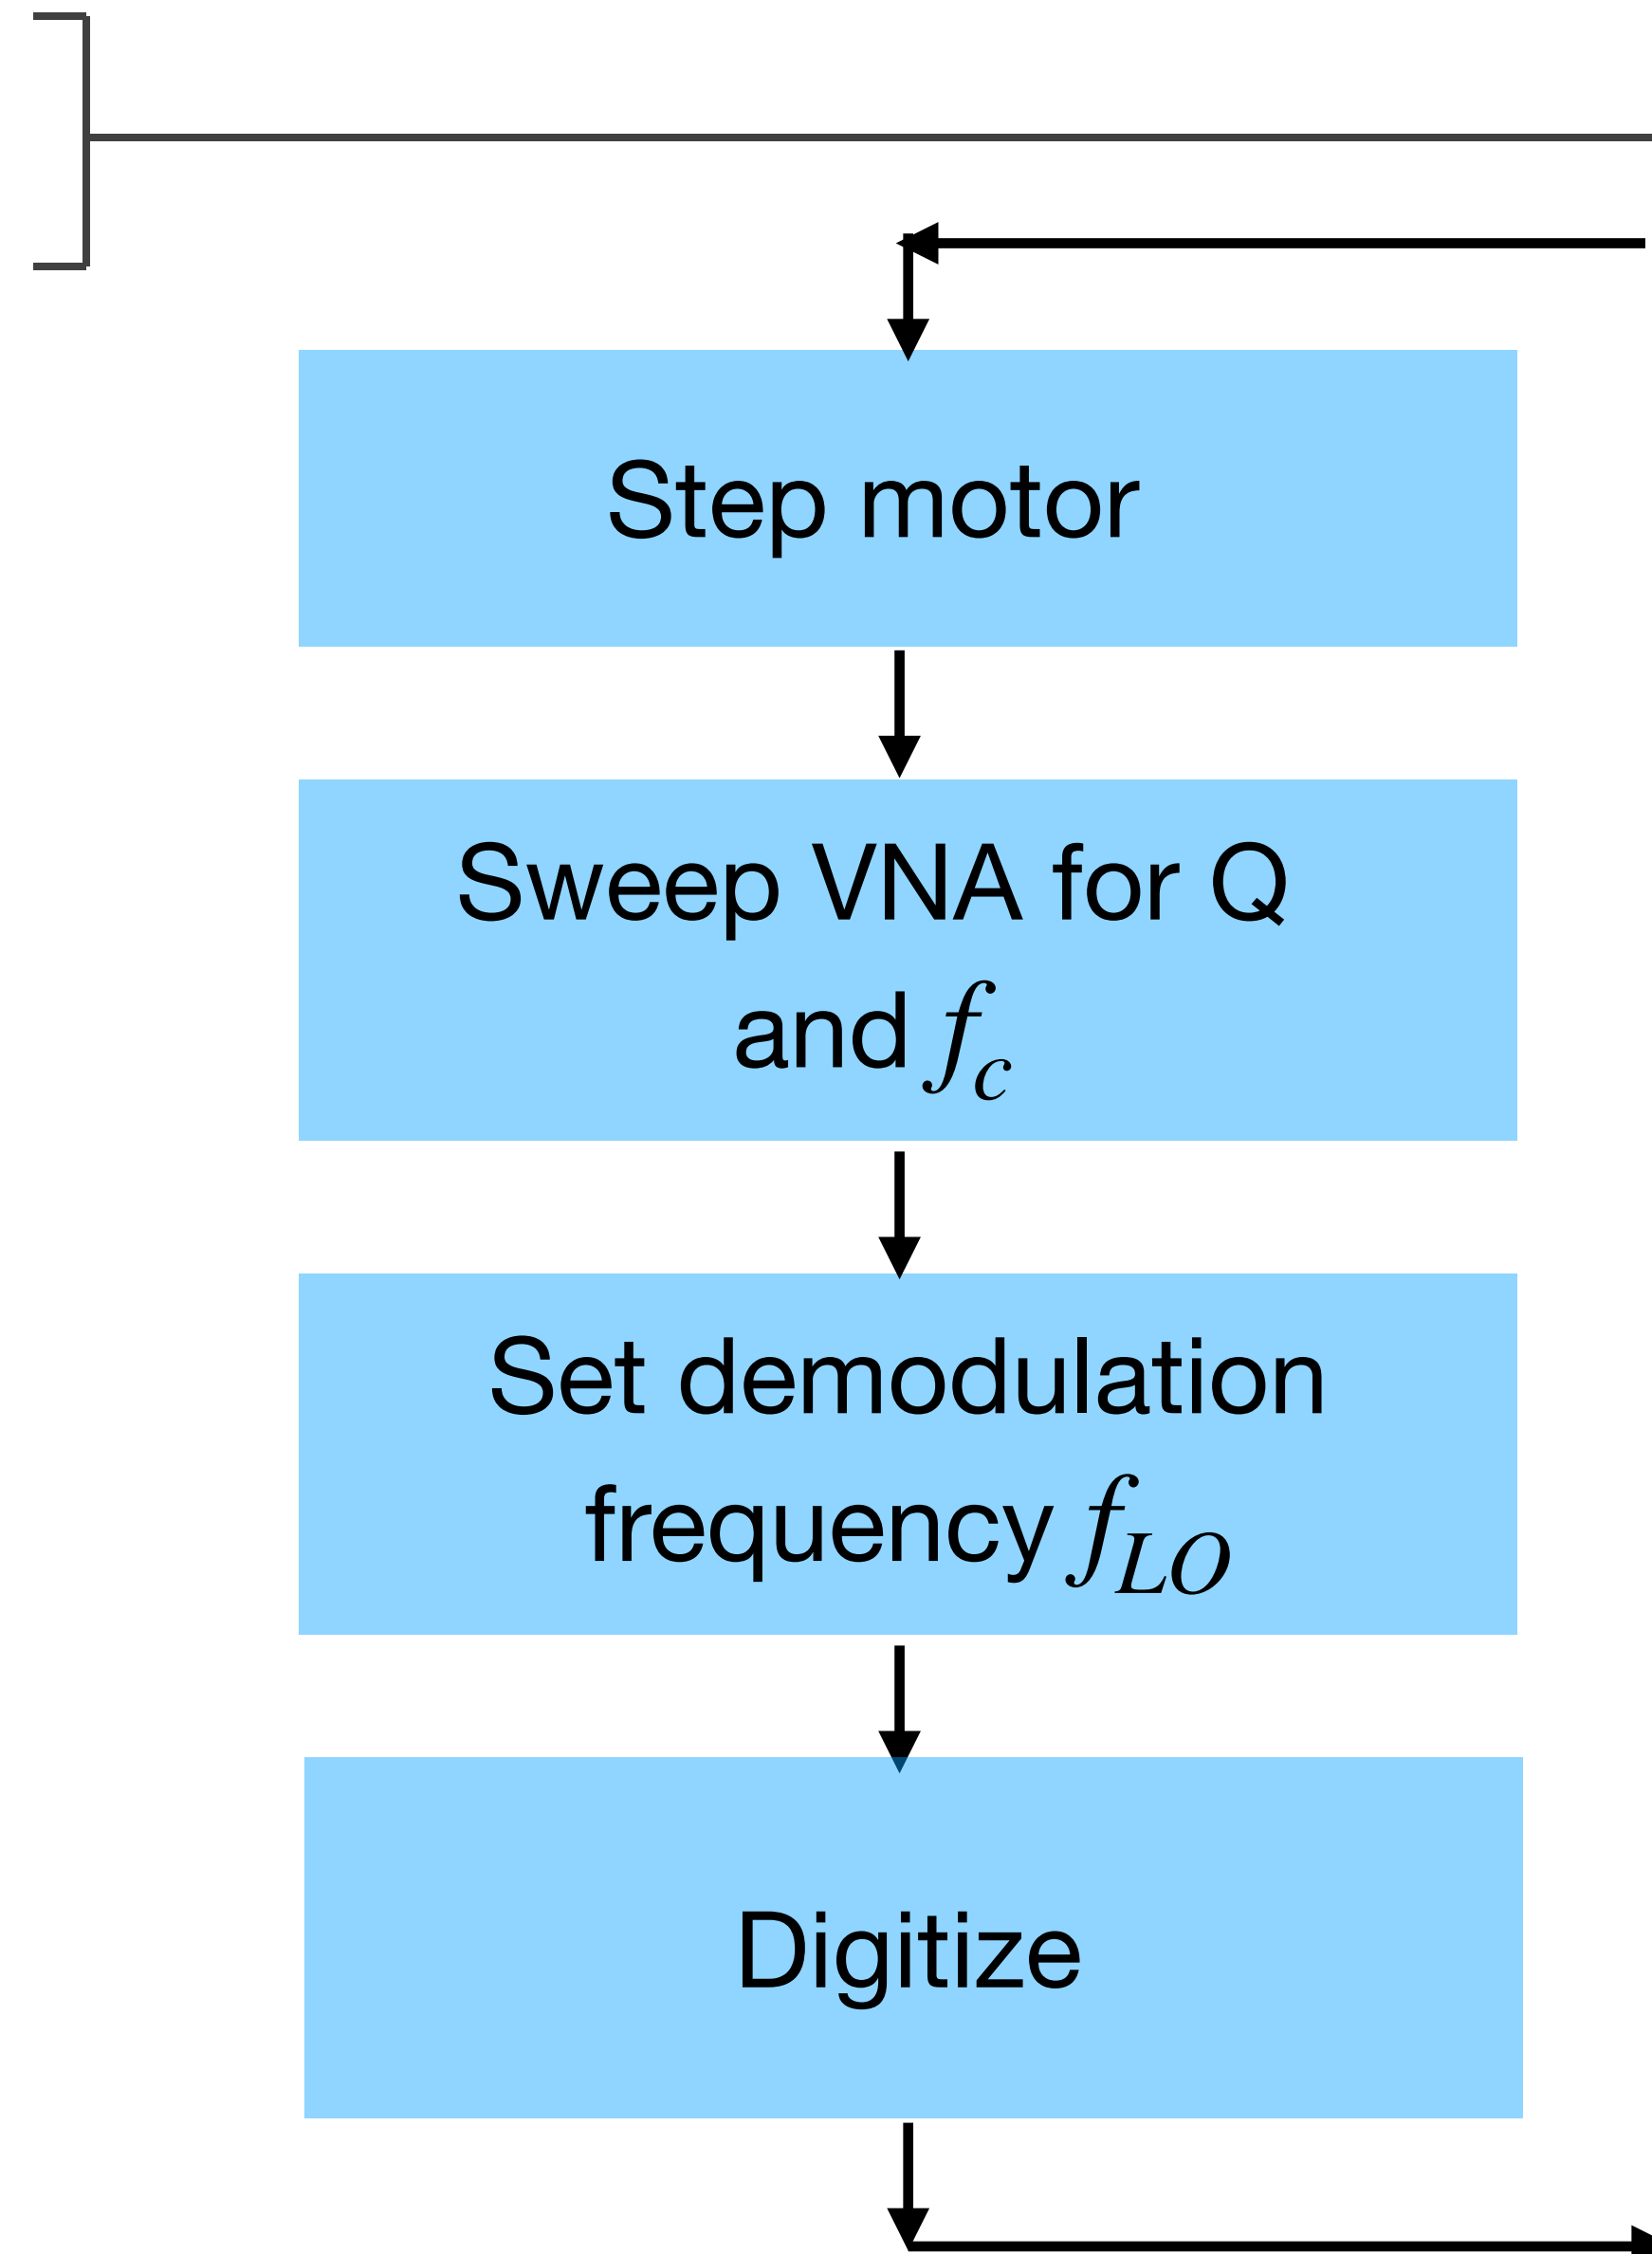 Step motor
Sweep VNA for Q
and f_c
Set demodulation
frequency f_LO
Digitize